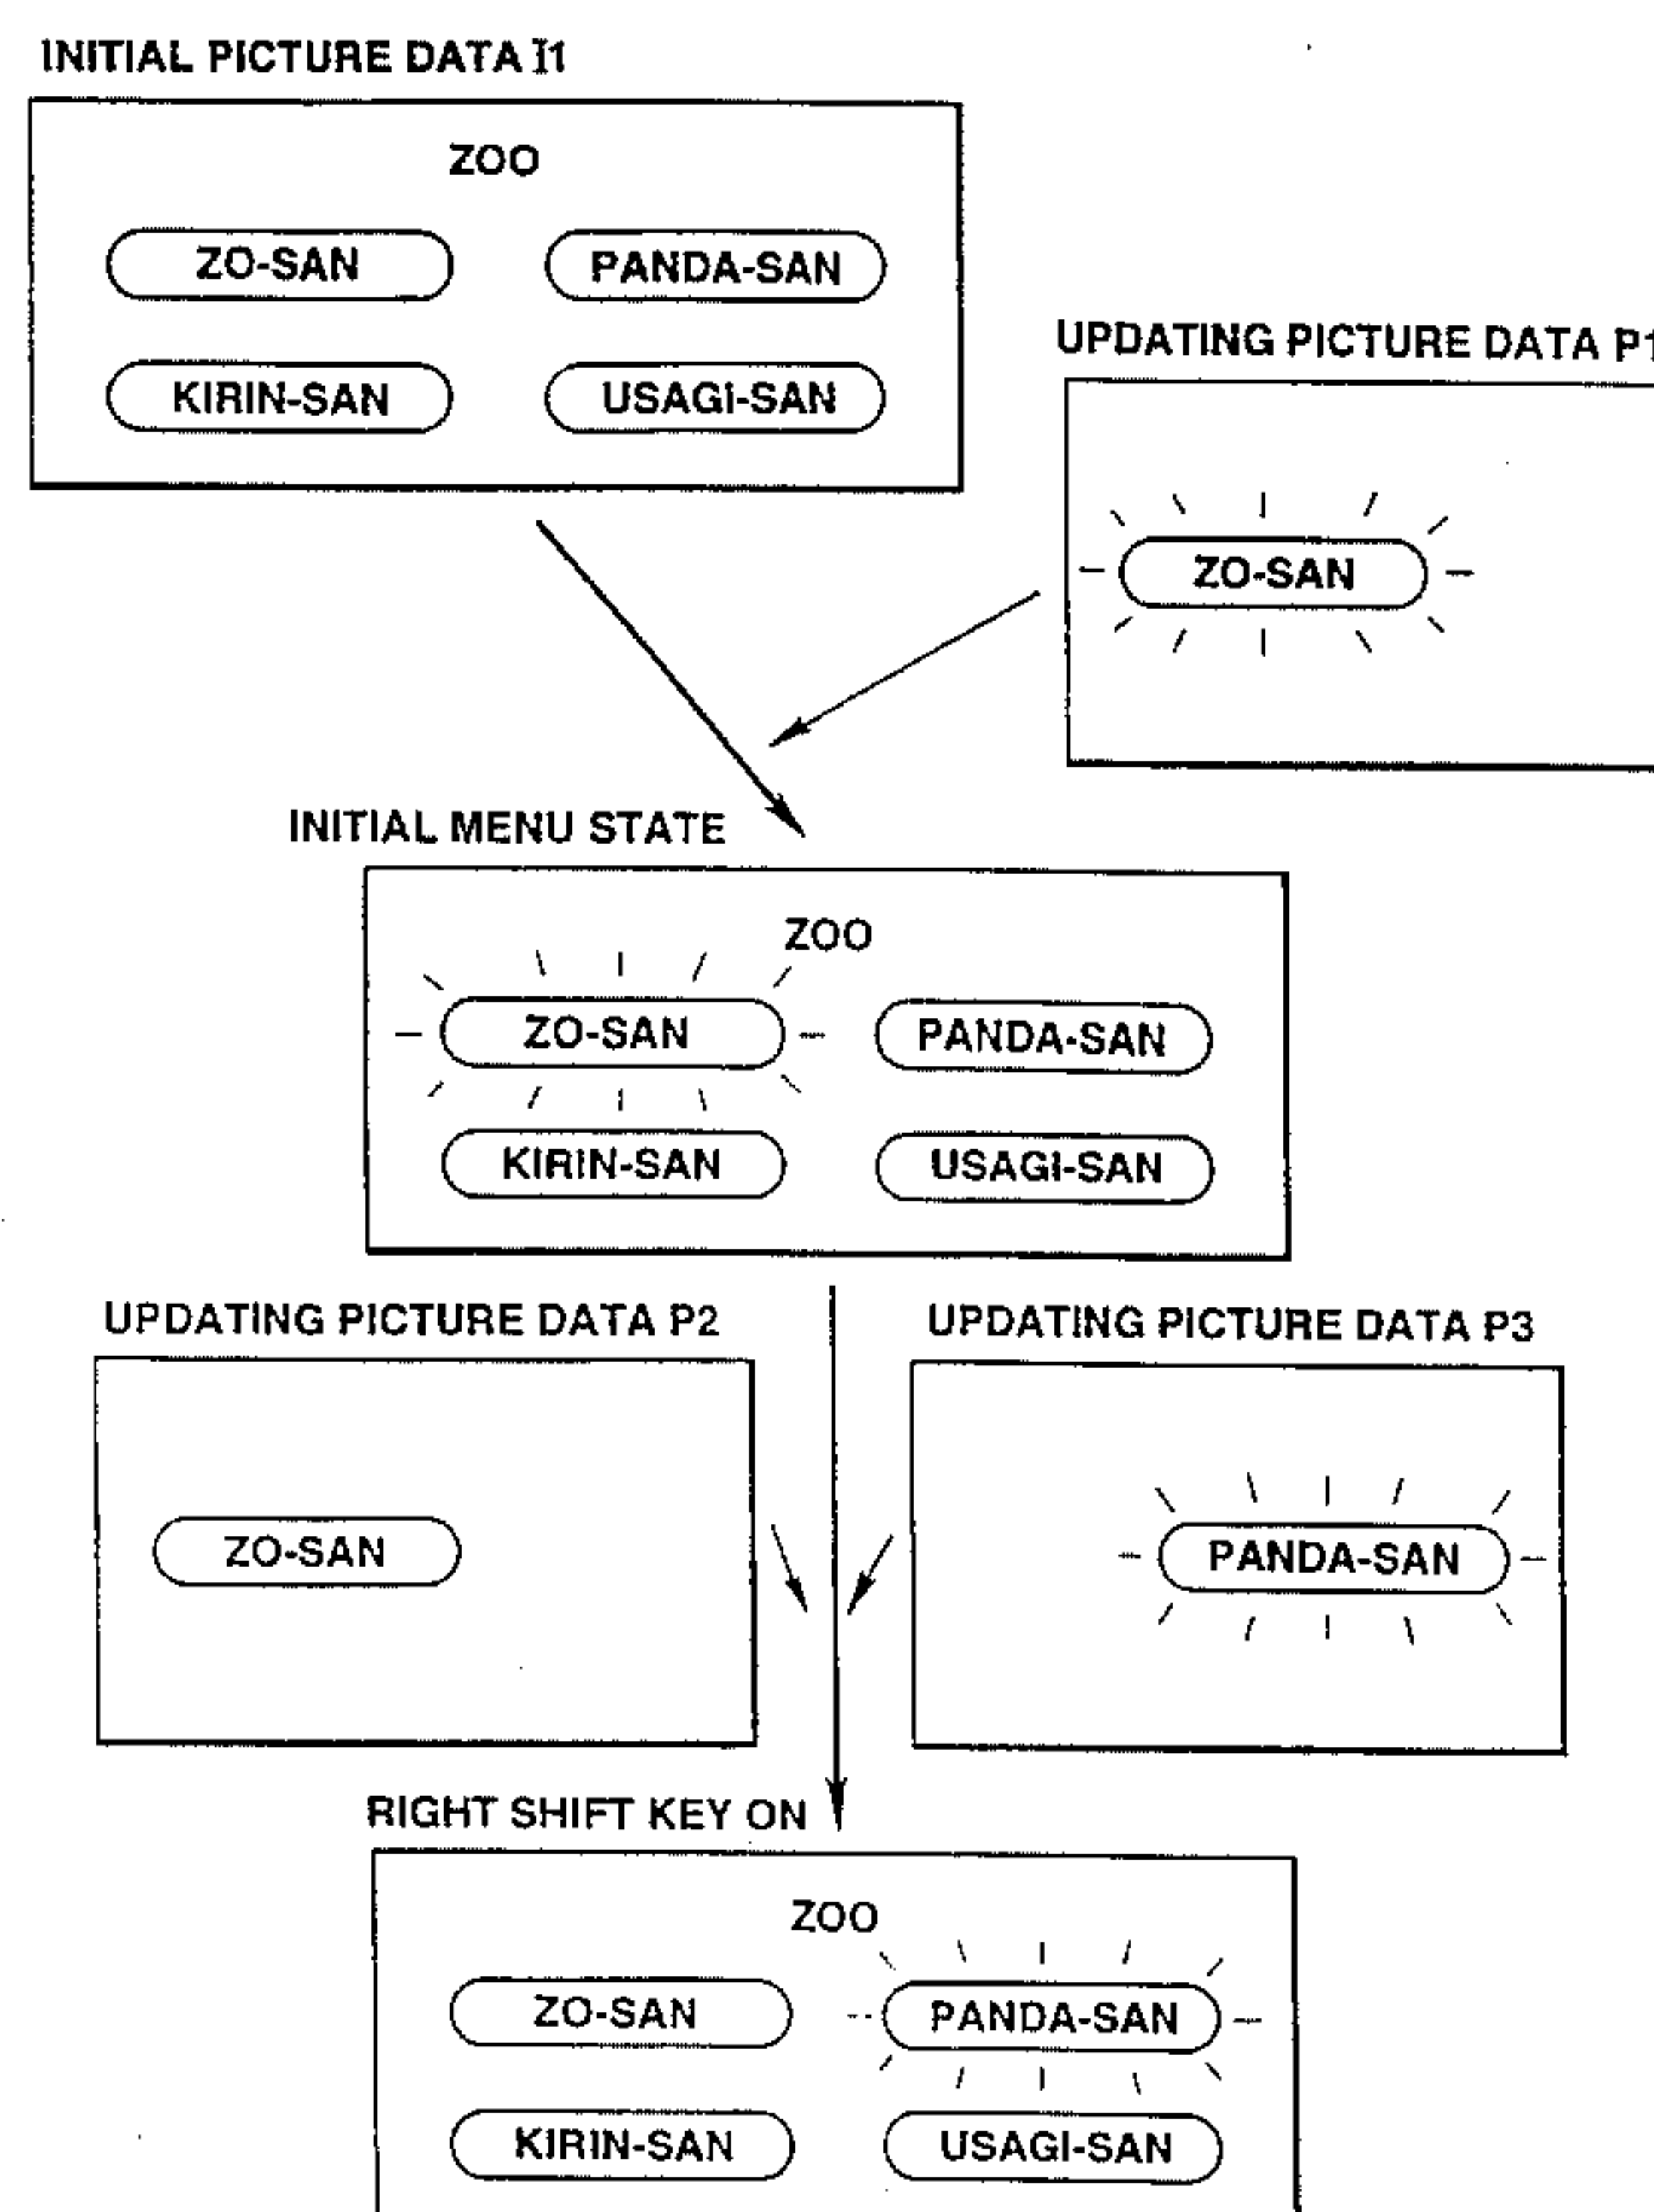 INITIAL PICTURE DATA I1
ZOO
ZO-SAN PANDA-SAN
KIRIN-SAN USAGI-SAN
UPDATING PICTURE DATA P1
ZO-SAN
INITIAL MENU STATE
ZOO
ZO-SAN PANDA-SAN
KIRIN-SAN USAGI-SAN
UPDATING PICTURE DATA P2
ZO-SAN
UPDATING PICTURE DATA P3
PANDA-SAN
RIGHT SHIFT KEY ON
ZOO
ZO-SAN PANDA-SAN
KIRIN-SAN USAGI-SAN